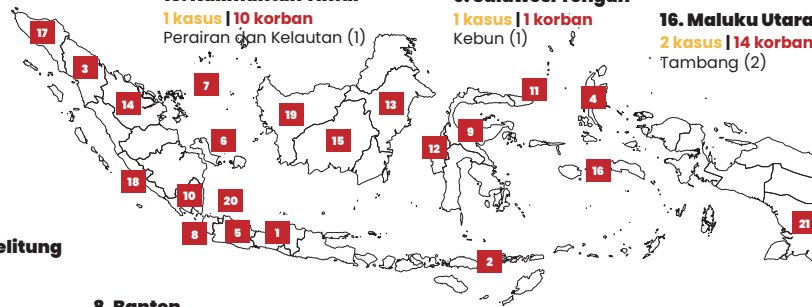 1 kasus | 10 korban
Perairan dan Kelautan (1)
1 kasus | 1 korban
Kebun (1)
16. Maluku Utara
2 kasus | 14 korban
Tambang (2)
17
3
14
7
6
18
10
20
8
5
1
19
15
13
12
9
11
4
16
2
21
elitung
8. Banten